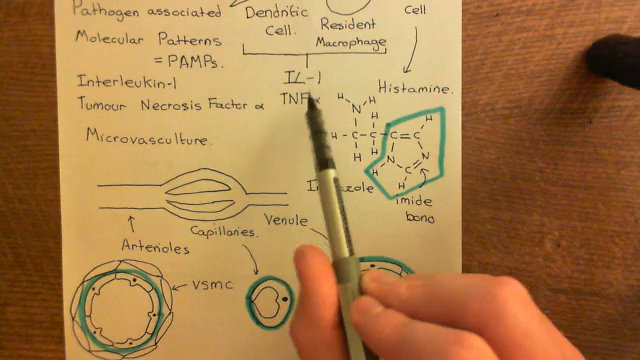 Pathogen associated
Molecular Patterns
= PAMPs.
Interleukin-1
Tumour Necrosis Factor α
Microvasculture.
Dendritic
Cell.
Resident
Macrophage
IL-1
TNF
Cell
Histamine.
H
H
N
H
H
C
C
C
C
H
H
H
N
N
H
C
H
imide
bond
Arterioles
Capillaries.
Venule
VSMC